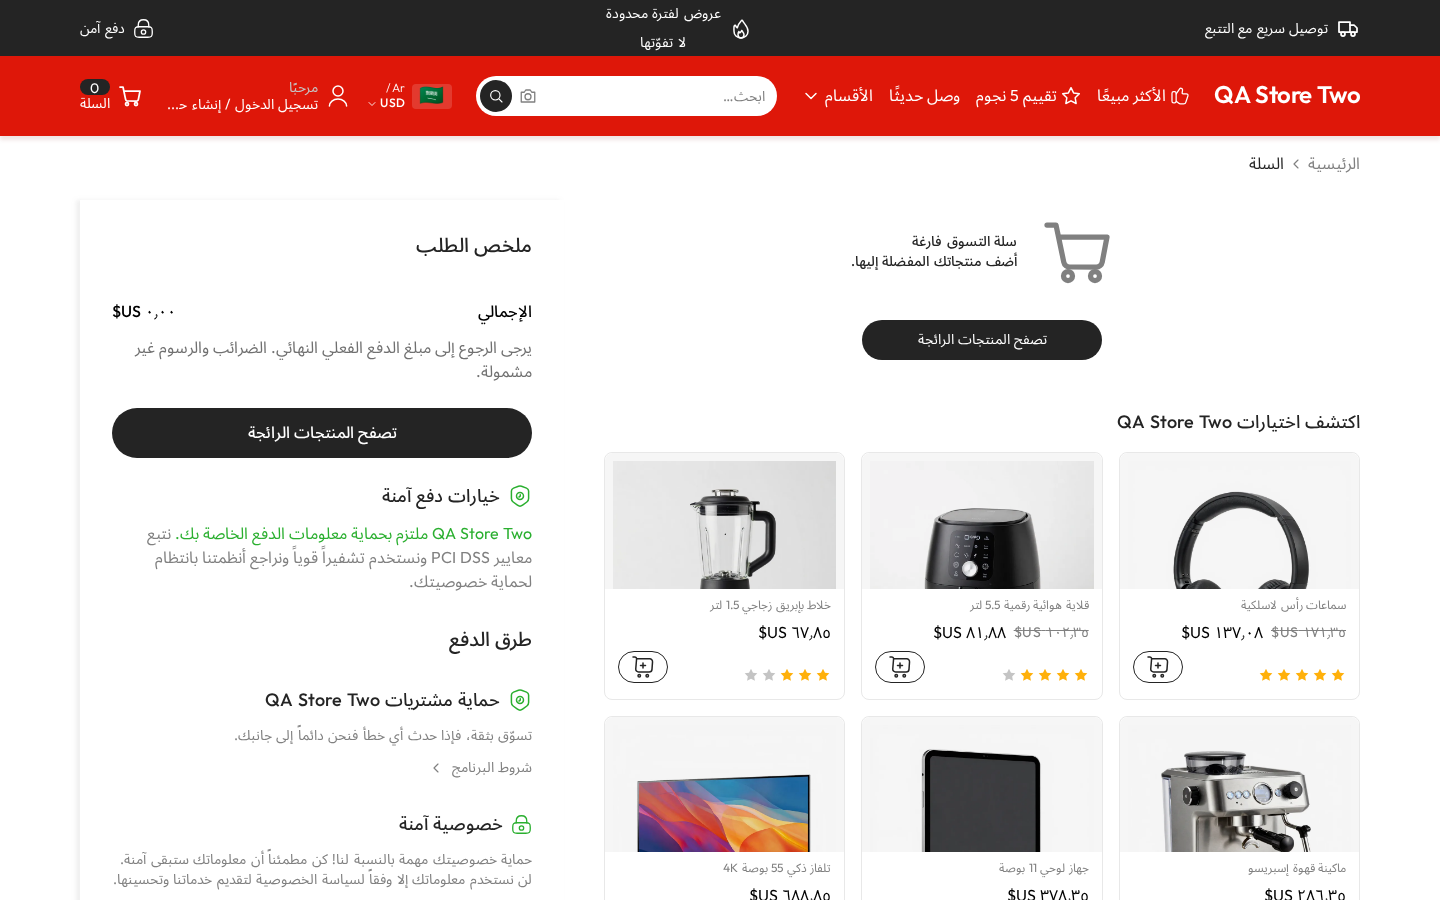 توصيل سريع مع التتبع
عروض لفترة محدودة
لا تفوّتها
دفع آمن
QA Store Two
الأكثر مبيعًا
تقييم 5 نجوم
وصل حديثًا
الأقسام
ابحث...
Ar /
USD
مرحبًا
تسجيل الدخول / إنشاء حـ...
0
السلة
الرئيسية
السلة
سلة التسوق فارغة
أضف منتجاتك المفضلة إليها.
تصفح المنتجات الرائجة
اكتشف اختيارات QA Store Two
سماعات رأس لاسلكية
١٧١٫٣٥ US$
١٣٧٫٠٨ US$
قلاية هوائية رقمية 5.5 لتر
١٠٢٫٣٥ US$
٨١٫٨٨ US$
خلاط بإبريق زجاجي 1.5 لتر
٦٧٫٨٥ US$
ماكينة قهوة إسبريسو
٢٨٦٫٣٥ US$
جهاز لوحي 11 بوصة
٣٧٨٫٣٥ US$
تلفاز ذكي 55 بوصة 4K
٦٨٨٫٨٥ US$
ملخص الطلب
الإجمالي
٠٫٠٠ US$
يرجى الرجوع إلى مبلغ الدفع الفعلي النهائي. الضرائب والرسوم غير
مشمولة.
تصفح المنتجات الرائجة
خيارات دفع آمنة
QA Store Two ملتزم بحماية معلومات الدفع الخاصة بك. نتبع
معايير PCI DSS ونستخدم تشفيراً قوياً ونراجع أنظمتنا بانتظام
لحماية خصوصيتك.
طرق الدفع
حماية مشتريات QA Store Two
تسوّق بثقة، فإذا حدث أي خطأ فنحن دائماً إلى جانبك.
شروط البرنامج
خصوصية آمنة
حماية خصوصيتك مهمة بالنسبة لنا! كن مطمئناً أن معلوماتك ستبقى آمنة.
لن نستخدم معلوماتك إلا وفقاً لسياسة الخصوصية لتقديم خدماتنا وتحسينها.